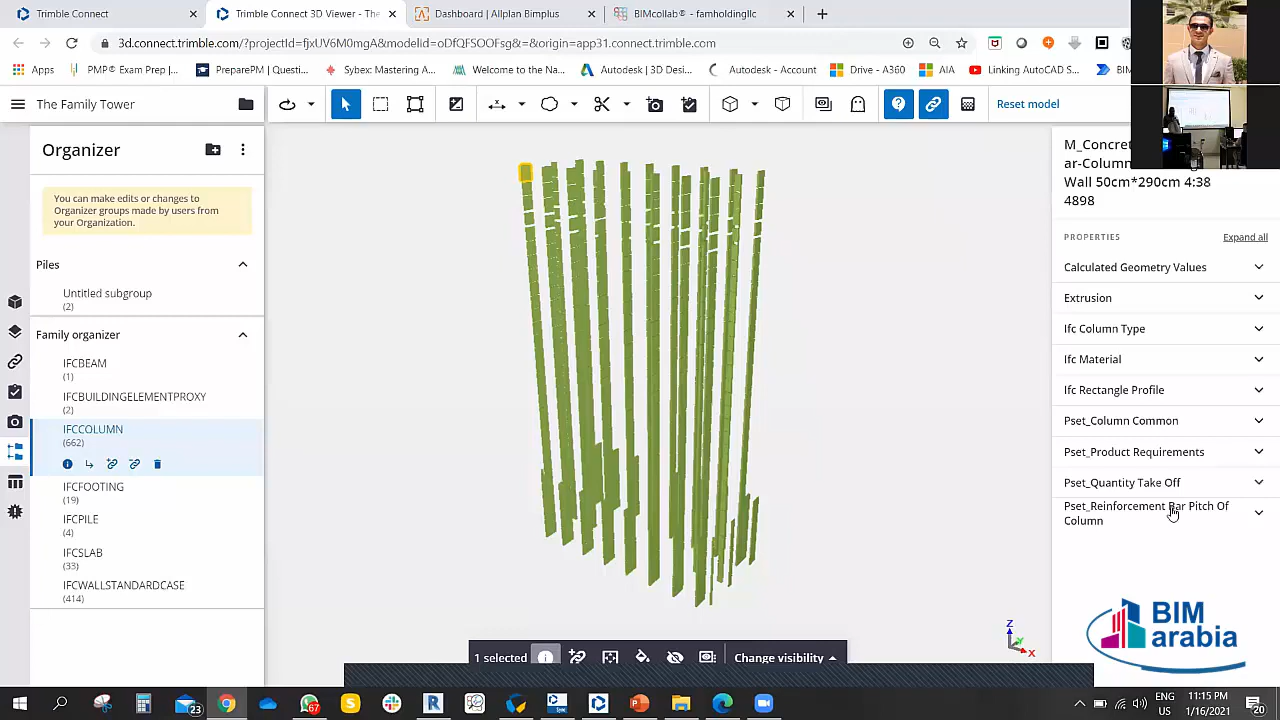 Trimble Connect
Trimble Connect 3D Viewer - The
Dashboard | Allplan Bimplus
BIMcollab® - famholdingllc
3d.connect.trimble.com/?projectId=fjxUV6M0ngA&modelId=oDfQFSOOLsg&t=&origin=app31.connect.trimble.com
Apps
PMP® Exam Prep |...
PreparePM | Questi...
Sybex: Mastering A...
Welcome to the Na...
Autodesk | 3D Desi...
Autodesk - Account
Drive - A360
AIA
Linking AutoCAD S...
BIM
The Family Tower
Reset model
Organizer
You can make edits or changes to
Organizer groups made by users from
your Organization.
Piles
Untitled subgroup
(2)
Family organizer
IFCBEAM
(1)
IFCBUILDINGELEMENTPROXY
(2)
IFCCOLUMN
(662)
IFCFOOTING
(19)
IFCPILE
(4)
IFCSLAB
(33)
IFCWALLSTANDARDCASE
(414)
M_Concret
ar-Column
Wall 50cm*290cm 4:38
4898
PROPERTIES
Expand all
Calculated Geometry Values
Extrusion
Ifc Column Type
Ifc Material
Ifc Rectangle Profile
Pset_Column Common
Pset_Product Requirements
Pset_Quantity Take Off
Pset_Reinforcement Bar Pitch Of
Column
Z
Y
X
1 selected
Change visibility
BIM
arabia
23
67
ENG
US
11:15 PM
1/16/2021
20